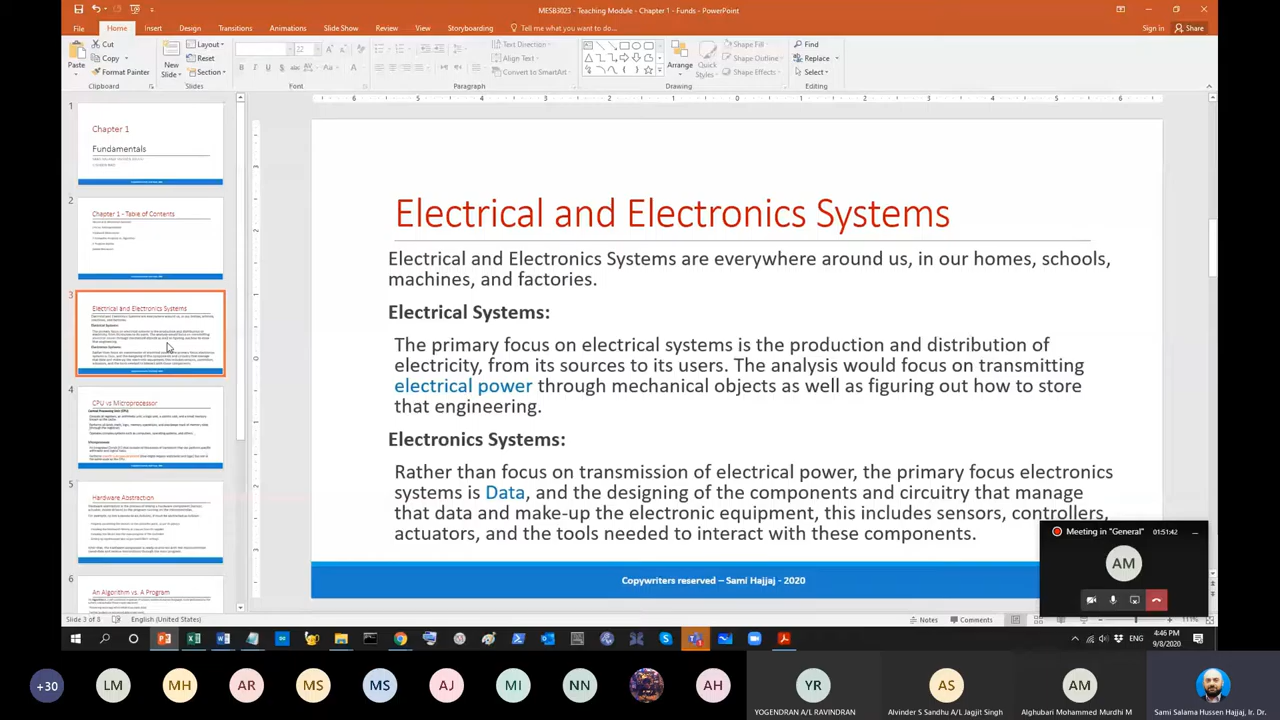 MESB3023 - Teaching Module - Chapter 1 - Funds - PowerPoint
File
Home
Insert
Design
Transitions
Animations
Slide Show
Review
View
Storyboarding
Tell me what you want to do...
Sign in
Share
Paste
Cut
Copy
Format Painter
Clipboard
New
Slide
Layout
Reset
Section
Slides
22
Font
Text Direction
Align Text
Convert to SmartArt
Paragraph
Arrange
Quick
Styles
Shape Fill
Shape Outline
Shape Effects
Drawing
Find
Replace
Select
Editing
1
Chapter 1
Fundamentals
2
Chapter 1 - Table of Contents
3
Electrical and Electronics Systems
4
CPU vs Microprocessor
5
Hardware Abstraction
6
An Algorithm vs. A Program
Electrical and Electronics Systems
Electrical and Electronics Systems are everywhere around us, in our homes, schools,
machines, and factories.
Electrical Systems:
The primary focus on electrical systems is the production and distribution of
electricity, from its sources to its users. The analysis would focus on transmitting
electrical power through mechanical objects as well as figuring out how to store
that engineering.
Electronics Systems:
Rather than focus on transmission of electrical power, the primary focus electronics
systems is Data, and the designing of the components and circuitry that manage
that data and make-up the electronic equipment this includes sensors, controllers,
actuators, and the tools needed to interact with these components.
Copywriters reserved – Sami Hajjaj - 2020
Meeting in "General"
01:51:42
AM
Slide 3 of 8
English (United States)
Notes
Comments
111%
ENG
4:46 PM
9/8/2020
+30
LM
MH
AR
MS
MS
AJ
MI
NN
AH
YR
YOGENDRAN A/L RAVINDRAN
AS
Alvinder S Sandhu A/L Jagjit Singh
AM
Alghubari Mohammed Murdhi M
Sami Salama Hussen Hajjaj, Ir. Dr.